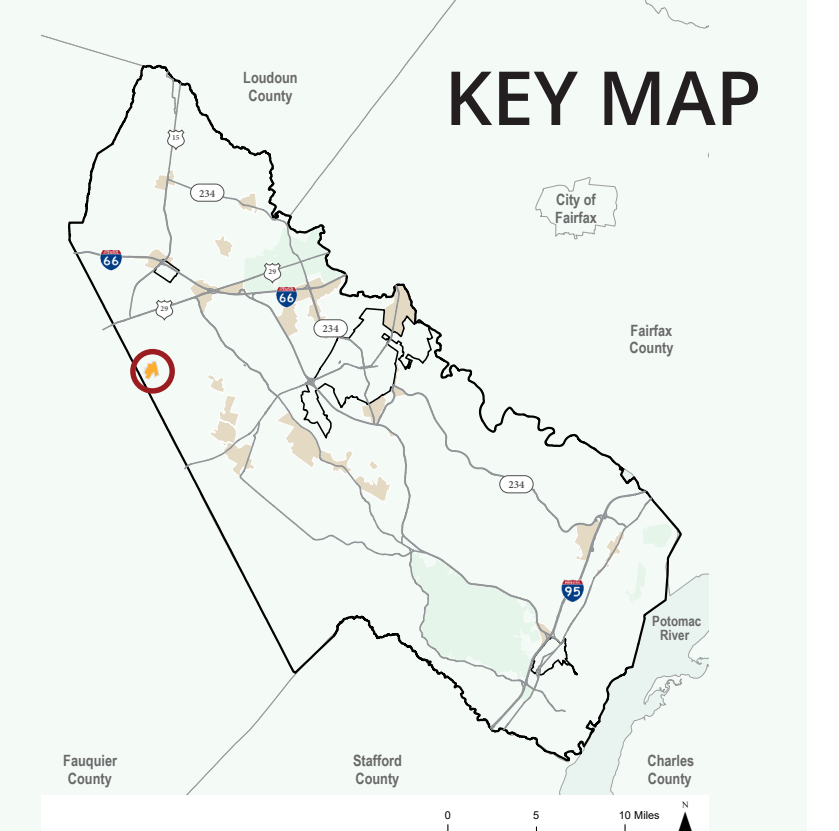 KEY MAP
Loudoun
County
15
234
City of
Fairfax
66
29
66
29
234
Fairfax
County
234
95
Potomac
River
Fauquier
County
Stafford
County
Charles
County
0 5 10 Miles
N